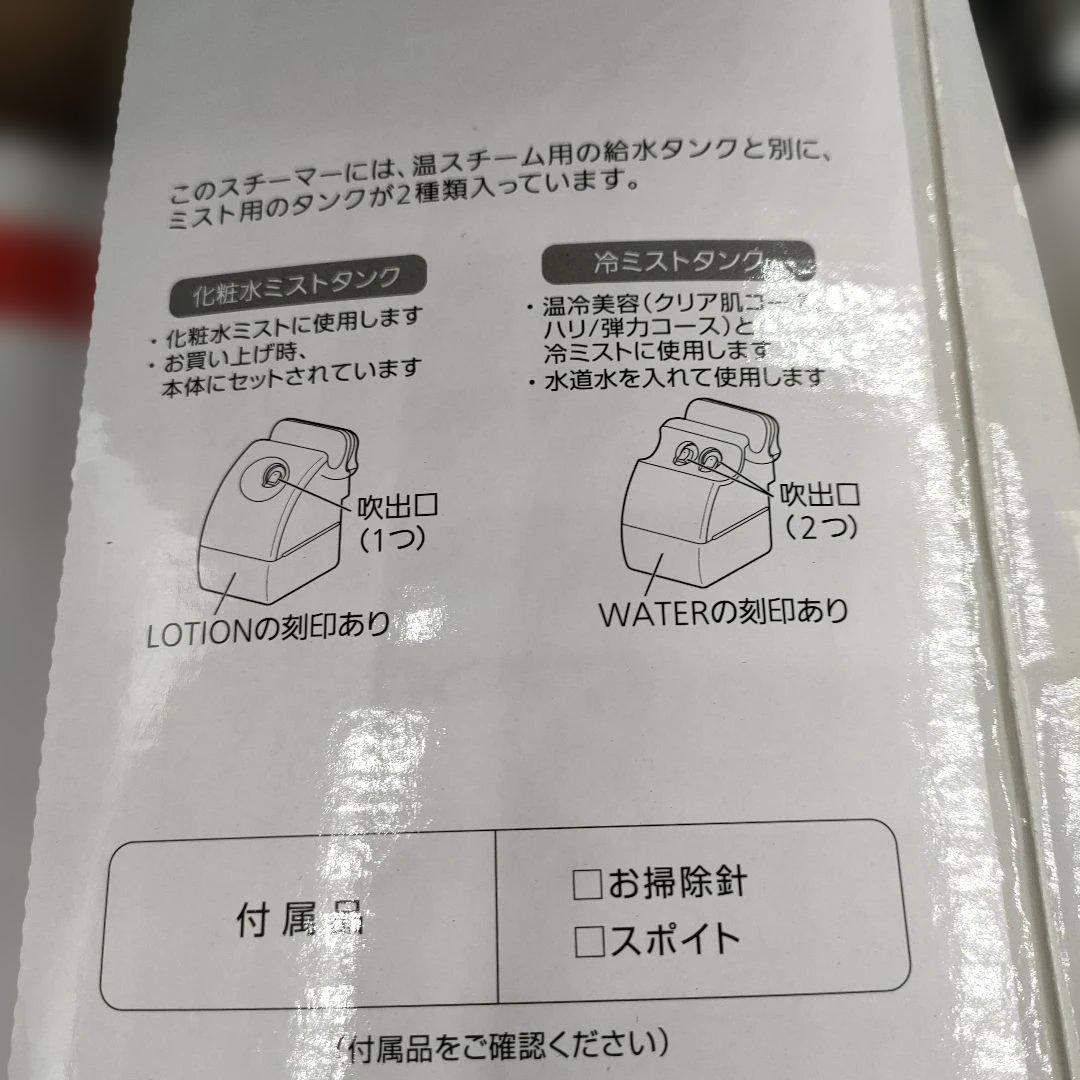 このスチーマーには、温スチーム用の給水タンクと別に、
ミスト用のタンクが2種類入っています。
化粧水ミストタンク
・化粧水ミストに使用します
・お買い上げ時、
本体にセットされています
吹出口
(1つ)
LOTIONの刻印あり
冷ミストタンク
・温冷美容(クリア肌コー
ハリ/弾力コース)と
冷ミストに使用します
・水道水を入れて使用します
吹出口
(2つ)
WATERの刻印あり
付属品
□お掃除針
□スポイト
(付属品をご確認ください)